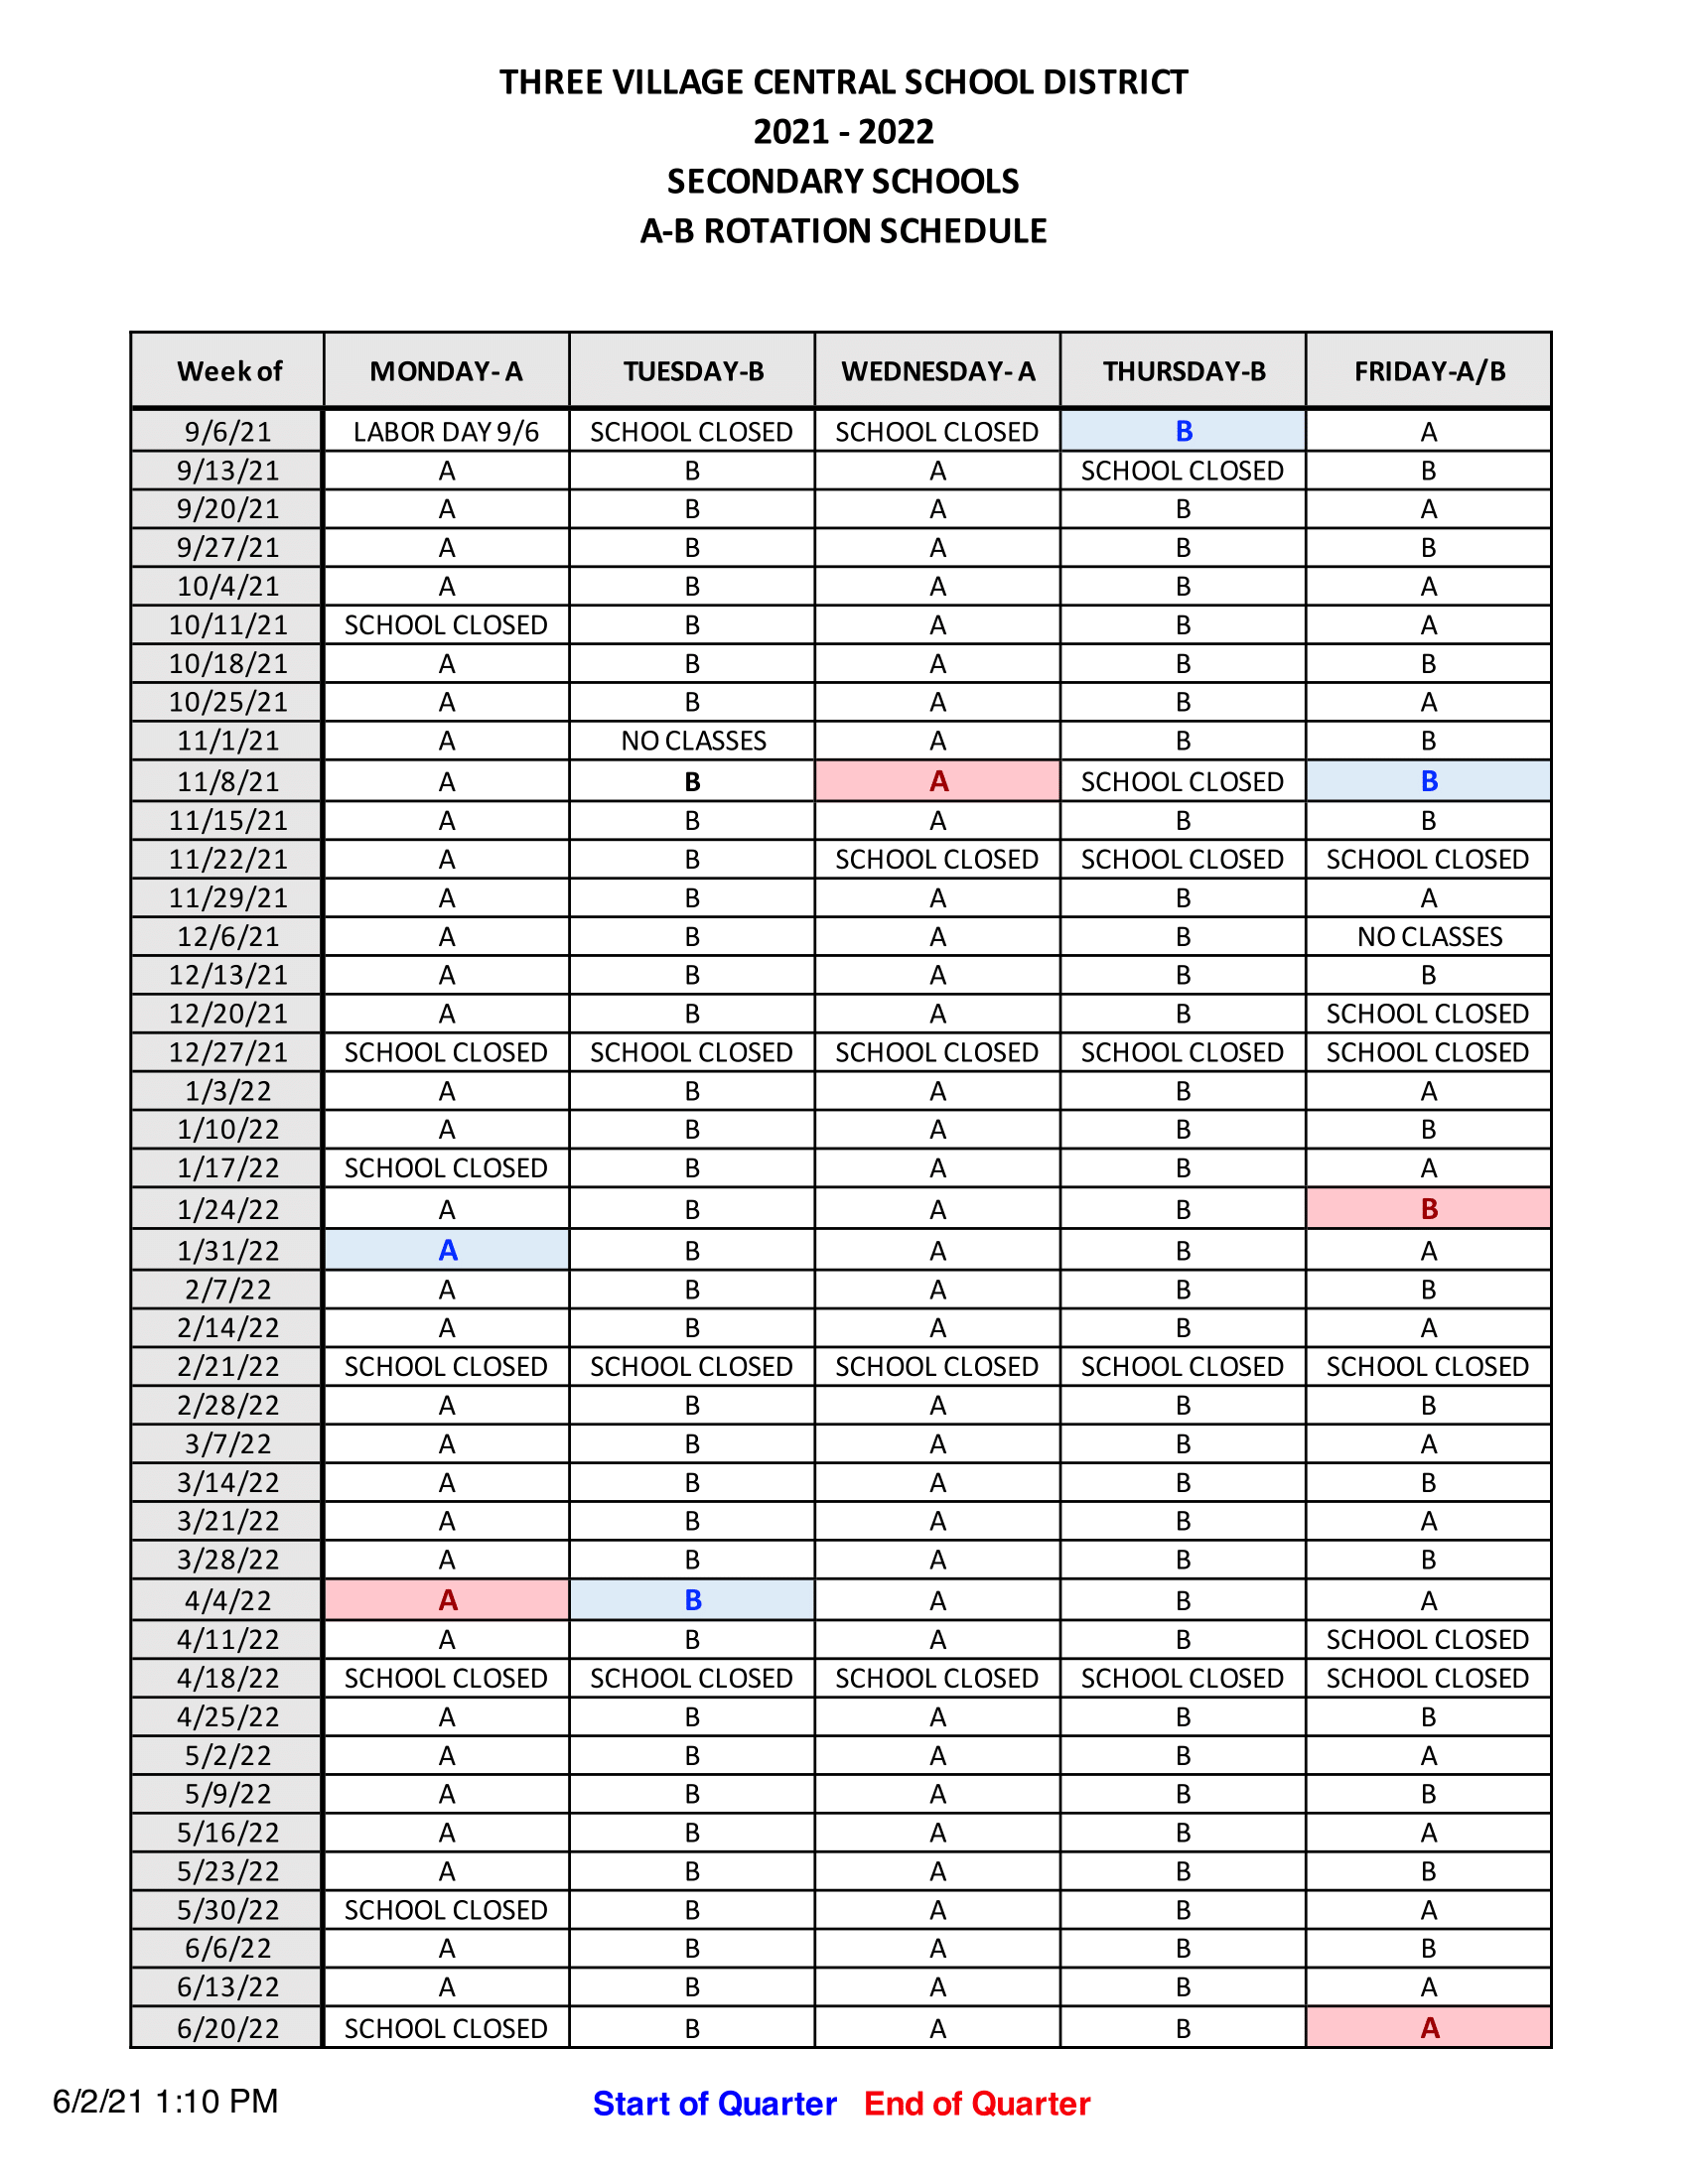 THREE VILLAGE CENTRAL SCHOOL DISTRICT
2021 - 2022
SECONDARY SCHOOLS
A-B ROTATION SCHEDULE
Week of MONDAY- A TUESDAY-B WEDNESDAY- A THURSDAY-B FRIDAY-A/B
9/6/21 LABOR DAY 9/6 SCHOOL CLOSED SCHOOL CLOSED B A
9/13/21 A B A SCHOOL CLOSED B
9/20/21 A B A B A
9/27/21 A B A B B
10/4/21 A B A B A
10/11/21 SCHOOL CLOSED B A B A
10/18/21 A B A B B
10/25/21 A B A B A
11/1/21 A NO CLASSES A B B
11/8/21 A B A SCHOOL CLOSED B
11/15/21 A B A B B
11/22/21 A B SCHOOL CLOSED SCHOOL CLOSED SCHOOL CLOSED
11/29/21 A B A B A
12/6/21 A B A B NO CLASSES
12/13/21 A B A B B
12/20/21 A B A B SCHOOL CLOSED
12/27/21 SCHOOL CLOSED SCHOOL CLOSED SCHOOL CLOSED SCHOOL CLOSED SCHOOL CLOSED
1/3/22 A B A B A
1/10/22 A B A B B
1/17/22 SCHOOL CLOSED B A B A
1/24/22 A B A B B
1/31/22 A B A B A
2/7/22 A B A B B
2/14/22 A B A B A
2/21/22 SCHOOL CLOSED SCHOOL CLOSED SCHOOL CLOSED SCHOOL CLOSED SCHOOL CLOSED
2/28/22 A B A B B
3/7/22 A B A B A
3/14/22 A B A B B
3/21/22 A B A B A
3/28/22 A B A B B
4/4/22 A B A B A
4/11/22 A B A B SCHOOL CLOSED
4/18/22 SCHOOL CLOSED SCHOOL CLOSED SCHOOL CLOSED SCHOOL CLOSED SCHOOL CLOSED
4/25/22 A B A B B
5/2/22 A B A B A
5/9/22 A B A B B
5/16/22 A B A B A
5/23/22 A B A B B
5/30/22 SCHOOL CLOSED B A B A
6/6/22 A B A B B
6/13/22 A B A B A
6/20/22 SCHOOL CLOSED B A B A
6/2/21 1:10 PM Start of Quarter End of Quarter